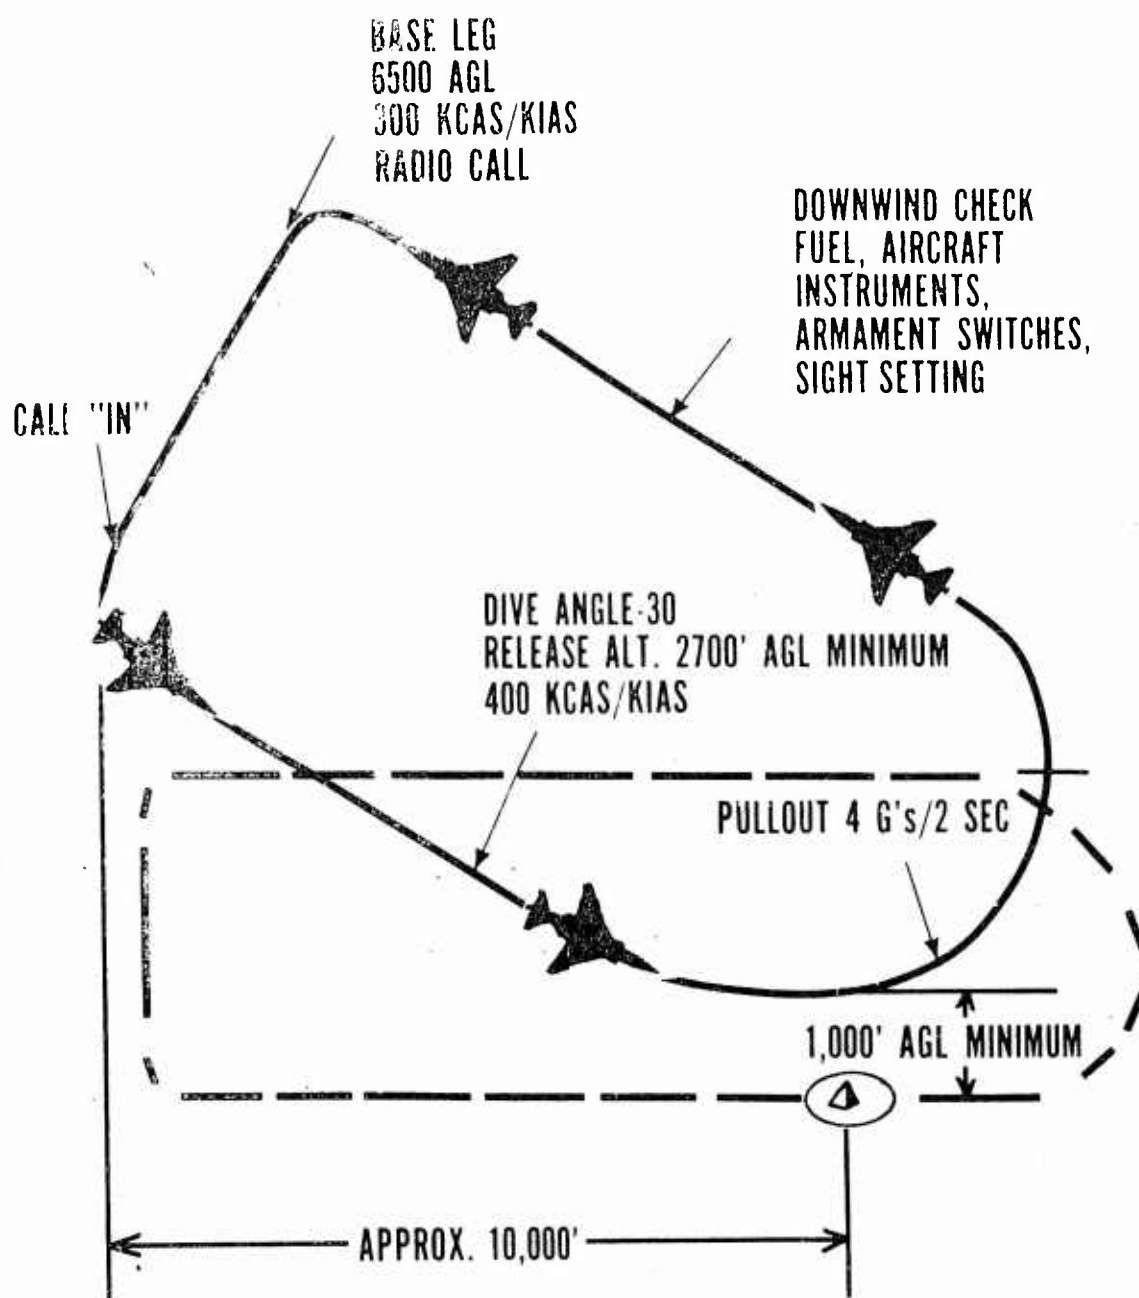 BASE LEG
6500 AGL
300 KCAS/KIAS
RADIO CALL
DOWNWIND CHECK
FUEL, AIRCRAFT
INSTRUMENTS,
ARMAMENT SWITCHES,
SIGHT SETTING
CALL "IN"
DIVE ANGLE-30
RELEASE ALT. 2700' AGL MINIMUM
400 KCAS/KIAS
PULLOUT 4 G's/2 SEC
1,000' AGL MINIMUM
APPROX. 10,000'